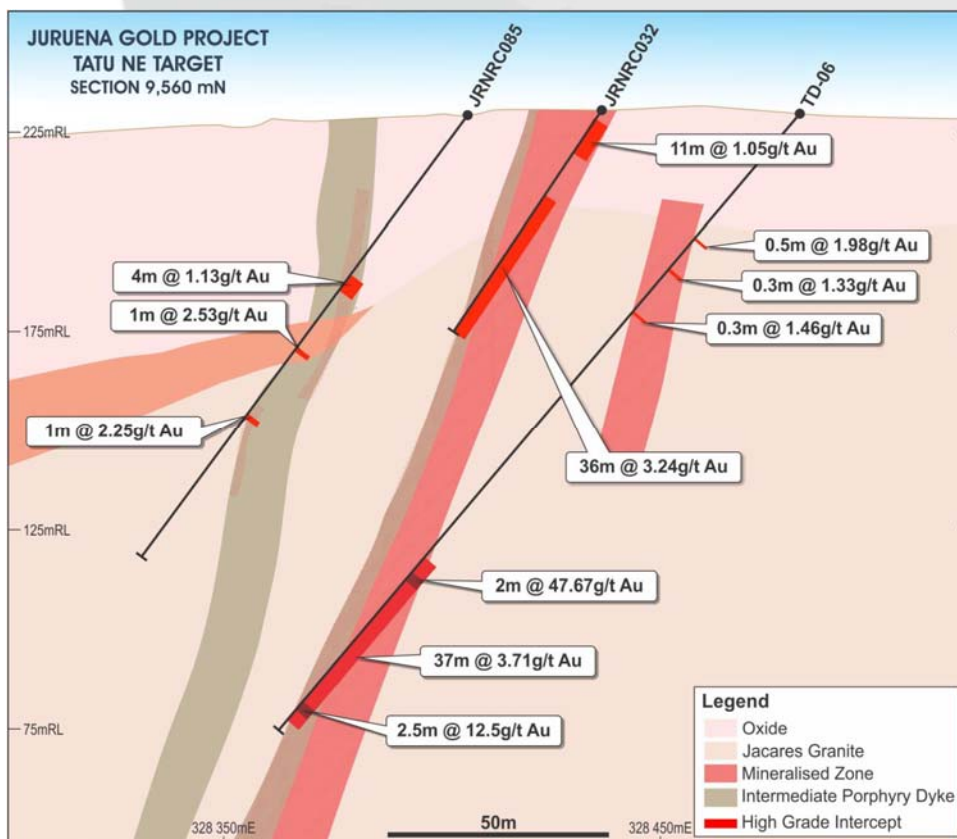 JURUENA GOLD PROJECT
TATU NE TARGET
SECTION 9,560 mN
JRNRC085
JRNRC032
TD-06
225mRL
11m @ 1.05g/t Au
0.5m @ 1.98g/t Au
4m @ 1.13g/t Au
0.3m @ 1.33g/t Au
1m @ 2.53g/t Au
0.3m @ 1.46g/t Au
175mRL
1m @ 2.25g/t Au
36m @ 3.24g/t Au
125mRL
2m @ 47.67g/t Au
37m @ 3.71g/t Au
2.5m @ 12.5g/t Au
75mRL
Legend
Oxide
Jacares Granite
Mineralised Zone
Intermediate Porphyry Dyke
High Grade Intercept
328 350mE
50m
328 450mE